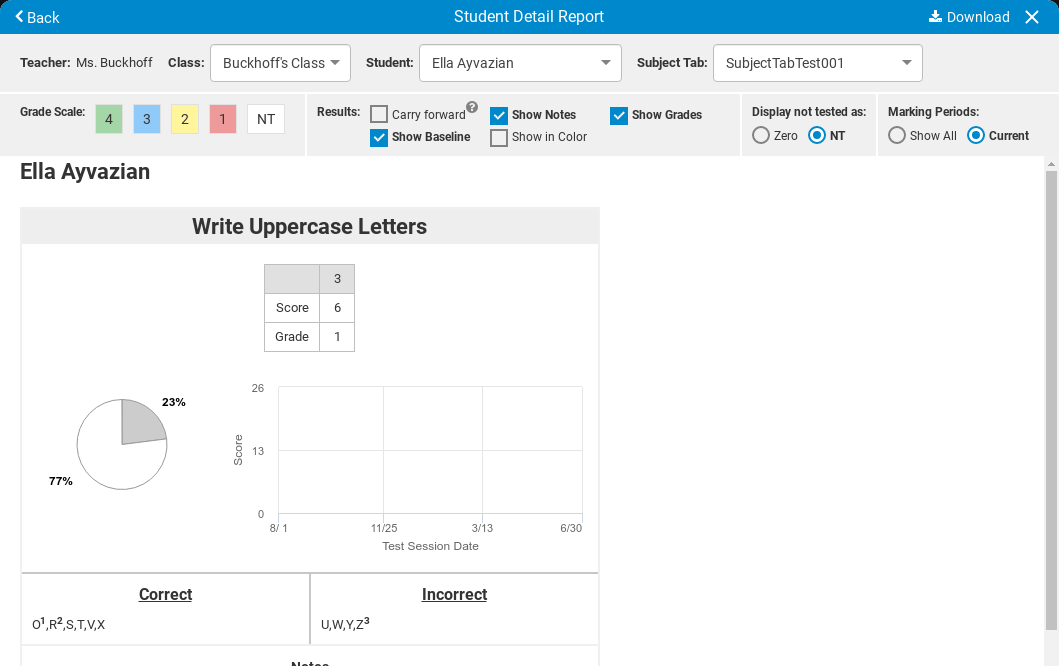 Back
Student Detail Report
Download
Teacher: Ms. Buckhoff
Class: Buckhoff's Class
Student: Ella Ayvazian
Subject Tab: SubjectTabTest001
Grade Scale: 4 3 2 1 NT
Results: Carry forward ? Show Notes Show Grades
Show Baseline Show in Color
Display not tested as:
Zero NT
Marking Periods:
Show All Current
Ella Ayvazian
Write Uppercase Letters
3
Score 6
Grade 1
23%
77%
26
13
0
Score
8/ 1 11/25 3/13 6/30
Test Session Date
Correct
O¹,R²,S,T,V,X
Incorrect
U,W,Y,Z³
Notes